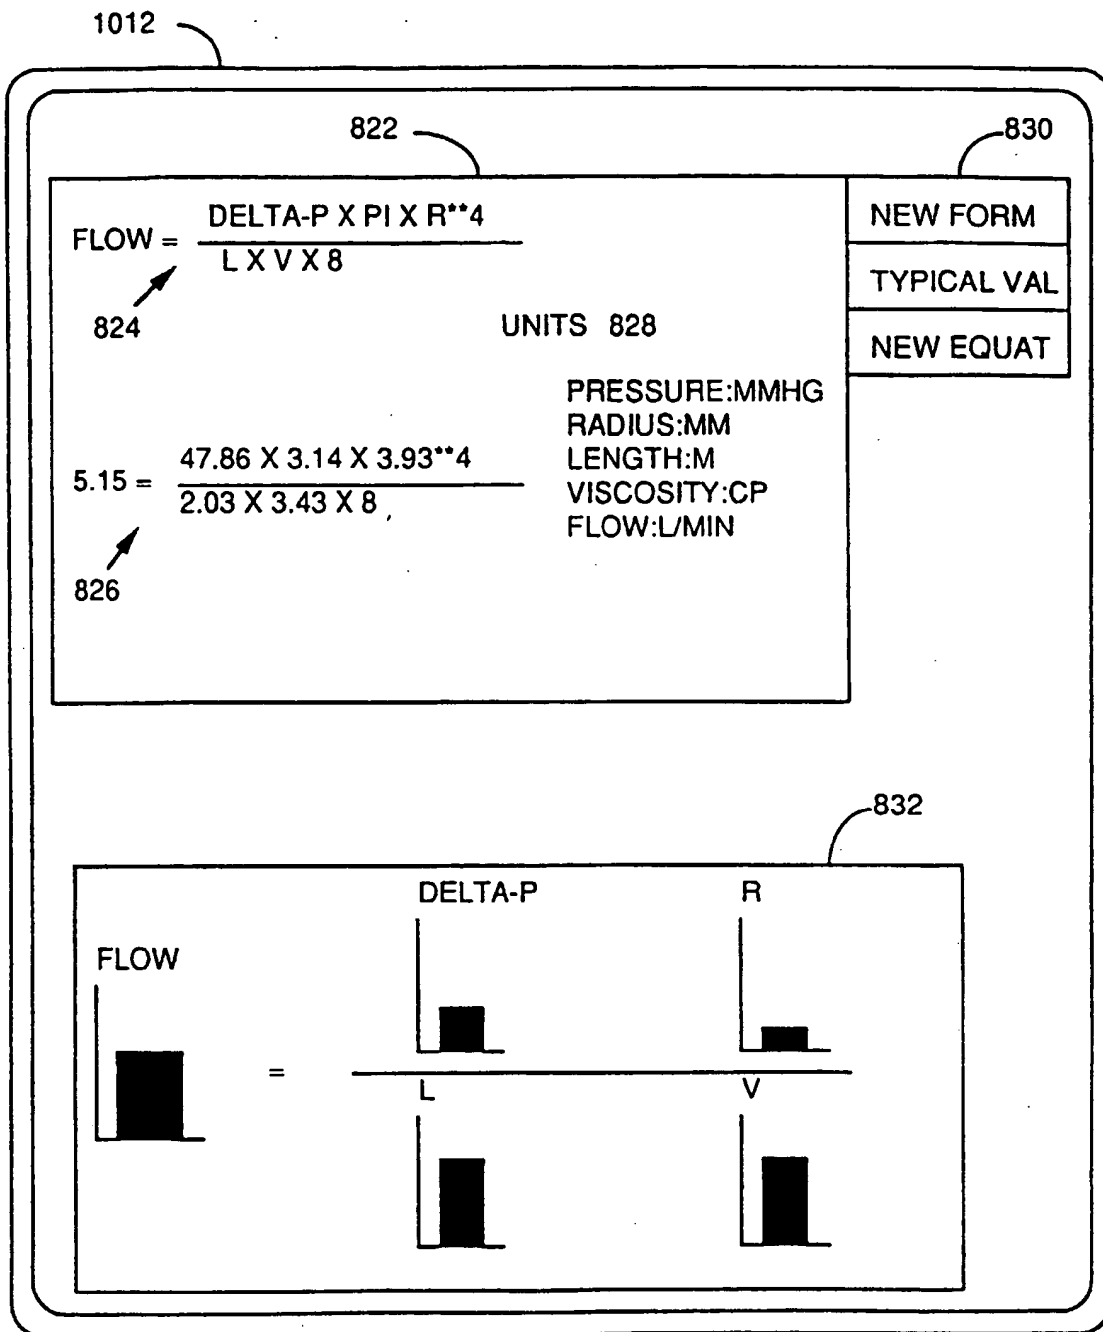 1012
822
830
FLOW = DELTA-P X PI X R**4
L X V X 8
824
UNITS 828
NEW FORM
TYPICAL VAL
NEW EQUAT
PRESSURE:MMHG
RADIUS:MM
LENGTH:M
VISCOSITY:CP
FLOW:L/MIN
5.15 = 47.86 X 3.14 X 3.93**4
2.03 X 3.43 X 8
826
832
DELTA-P
R
FLOW
=
L
V